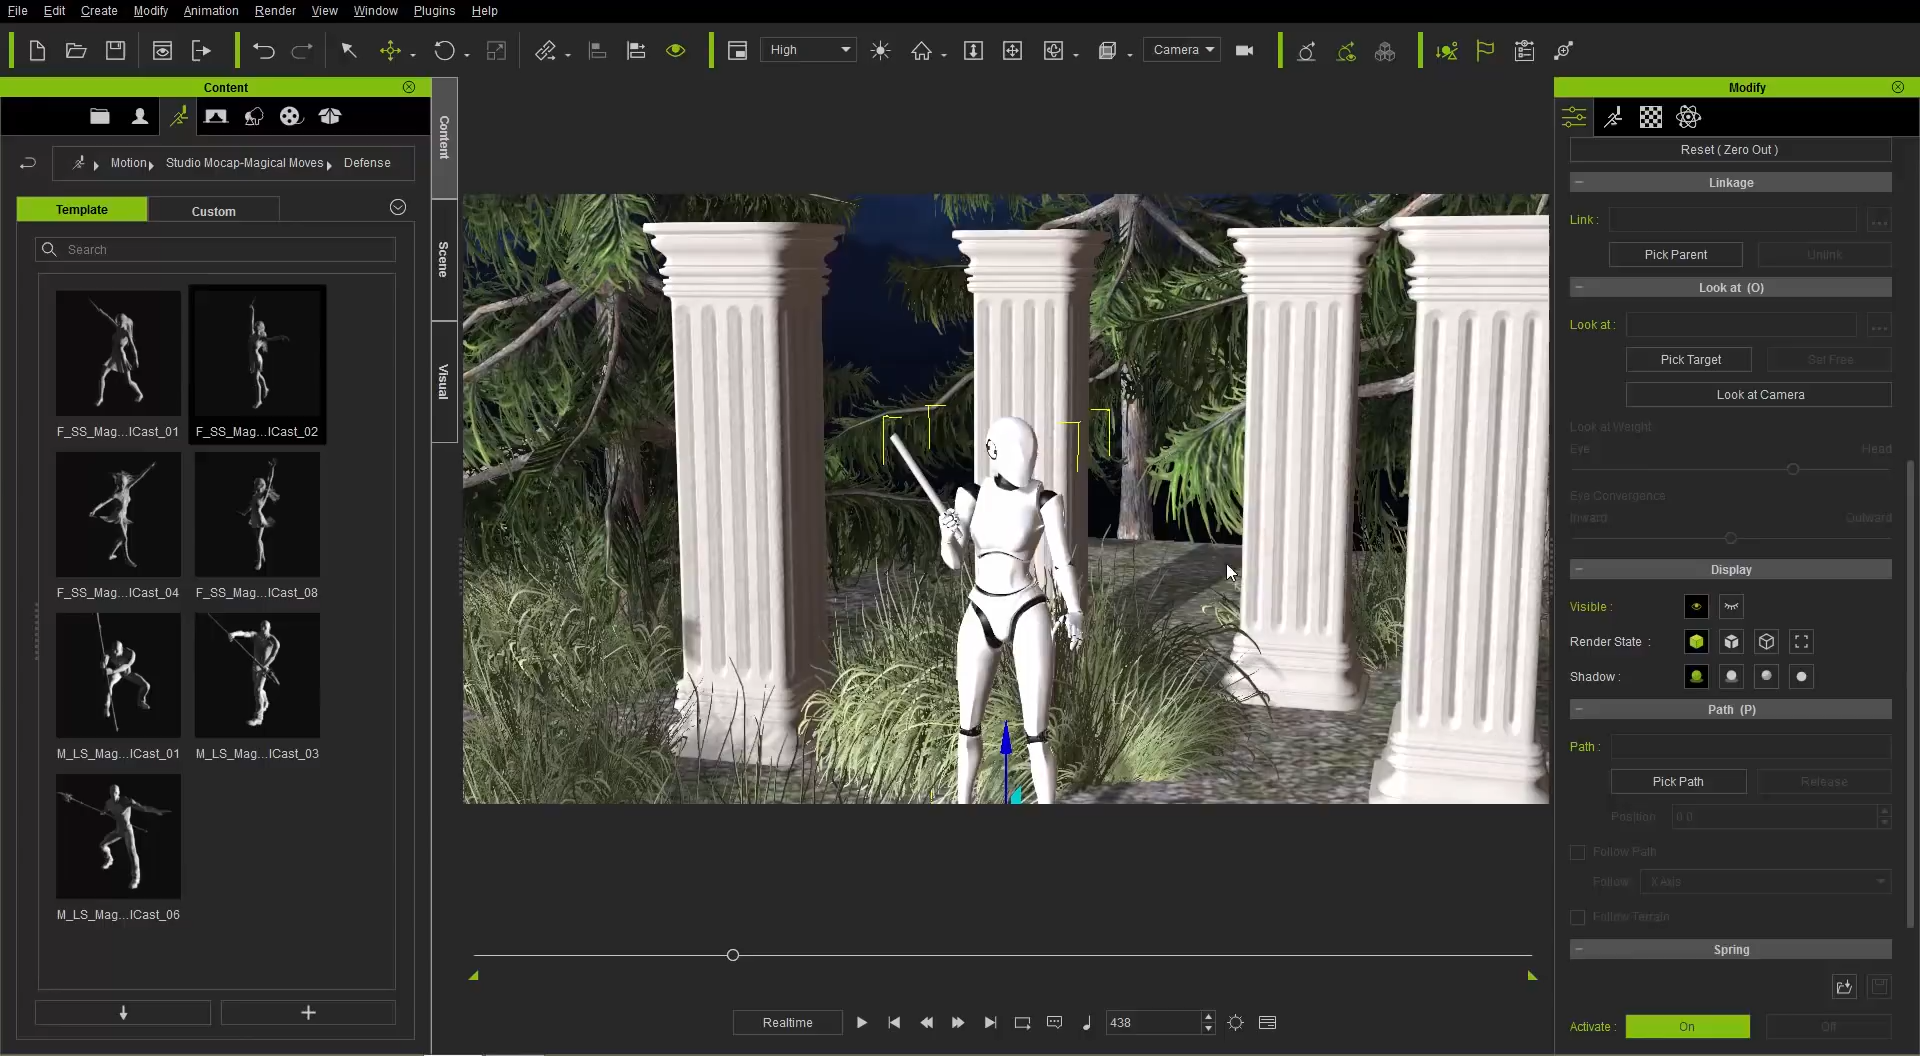 File Edit Create Modify Animation Render View Window Plugins Help
High
Camera
Content
Motion Studio Mocap-Magical Moves Defense
Template
Custom
Search
F_SS_Mag...lCast_01
F_SS_Mag...lCast_02
F_SS_Mag...lCast_04
F_SS_Mag...lCast_08
M_LS_Mag...lCast_01
M_LS_Mag...lCast_03
M_LS_Mag...lCast_06
Content
Scene
Visual
Realtime
438
Modify
Reset ( Zero Out )
Linkage
Link :
Pick Parent
Unlink
Look at (O)
Look at :
Pick Target
Set Free
Look at Camera
Look at Weight
Eye
Head
Eye Convergence
Inward
Outward
Display
Visible :
Render State :
Shadow :
Path (P)
Path :
Pick Path
Release
Position
0.0
Follow Path
Follow
X Axis
Follow Terrain
Spring
Activate :
On
Off